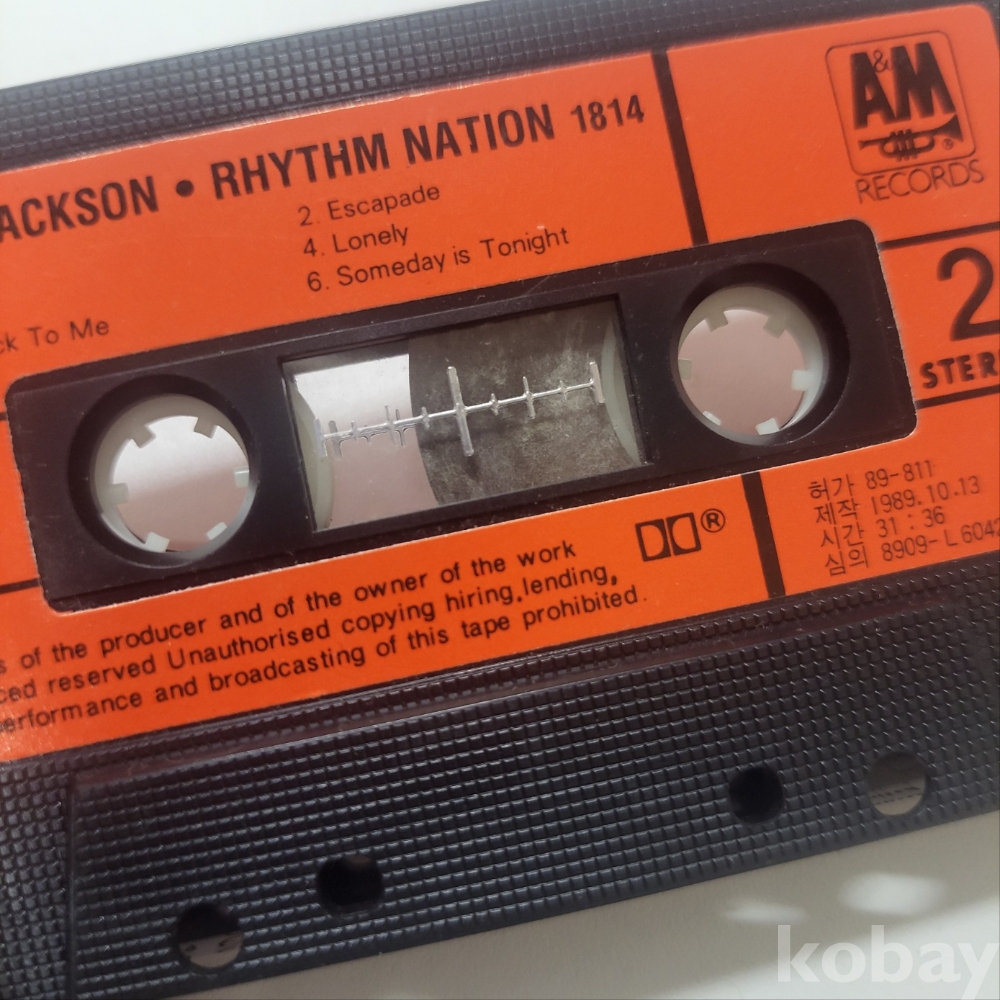 ACKSON • RHYTHM NATION 1814
2. Escapade
4. Lonely
6. Someday is Tonight
ck To Me
A&M
®
RECORDS
2
STER
DD®
허가 89-811
제작 1989.10.13
시간 31 : 36
심의 8909-L6042
s of the producer and of the owner of the work
ced reserved Unauthorised copying hiring, lending,
erformance and broadcasting of this tape prohibited.
kobay